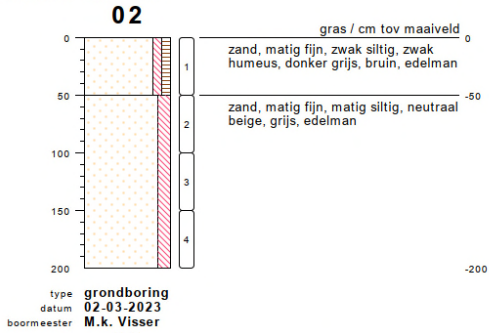 02
gras / cm tov maaiveld
0
0
zand, matig fijn, zwak siltig, zwak
humeus, donker grijs, bruin, edelman
1
50
-50
zand, matig fijn, matig siltig, neutraal
beige, grijs, edelman
2
100
3
150
4
200
-200
type grondboring
datum 02-03-2023
boormeester M.k. Visser